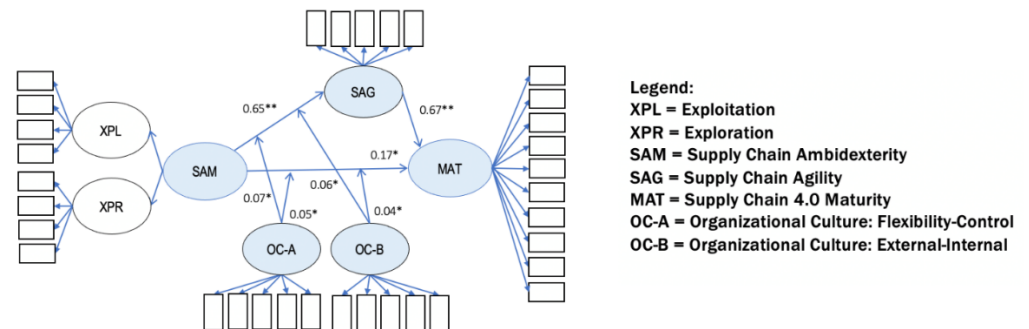 SAG
0.65**
0.67**
XPL
SAM
0.17*
MAT
XPR
0.07*
0.06*
0.05*
0.04*
OC-A
OC-B
Legend:
XPL = Exploitation
XPR = Exploration
SAM = Supply Chain Ambidexterity
SAG = Supply Chain Agility
MAT = Supply Chain 4.0 Maturity
OC-A = Organizational Culture: Flexibility-Control
OC-B = Organizational Culture: External-Internal